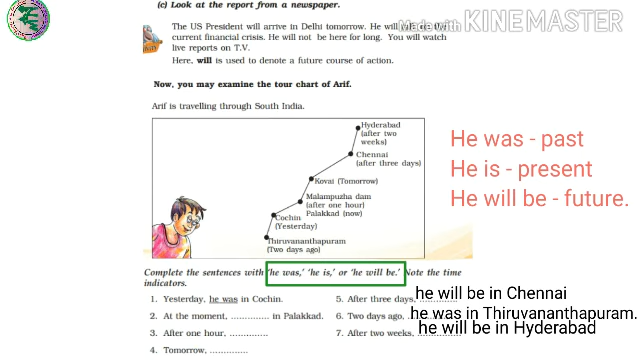 (c) Look at the report from a newspaper.
The US President will arrive in Delhi tomorrow. He will
current financial crisis. He will not be here for long. You will watch
live reports on T.V.
Here, will is used to denote a future course of action.
Made with KINEMASTER
Now, you may examine the tour chart of Arif.
Arif is travelling through South India.
Hyderabad
(after two
weeks)
Chennai
(after three days)
Kovai (Tomorrow)
Malampuzha dam
(after one hour)
Palakkad (now)
Cochin
(Yesterday)
Thiruvananthapuram
(Two days ago)
He was - past
He is - present
He will be - future.
Complete the sentences with 'he was,' 'he is,' or 'he will be.' Note the time
indicators.
1. Yesterday, he was in Cochin.
2. At the moment, ............. in Palakkad.
3. After one hour, .............
4. Tomorrow, .............
5. After three days, .............
he will be in Chennai
6. Two days ago,
he was in Thiruvananthapuram.
7. After two weeks, .............
he will be in Hyderabad